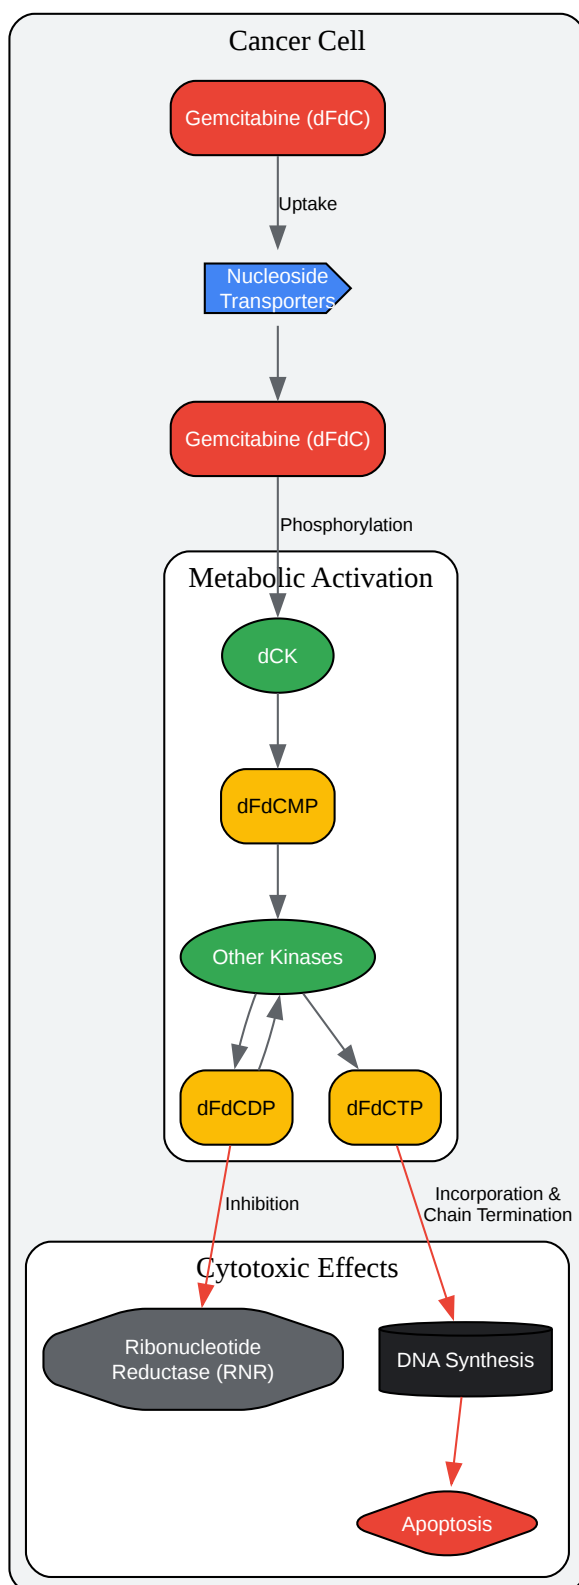 Cancer Cell
Gemcitabine (dFdC)
Uptake
Nucleoside
Transporters
Gemcitabine (dFdC)
Phosphorylation
Metabolic Activation
dCK
dFdCMP
Other Kinases
dFdCDP
dFdCTP
Inhibition
Incorporation &
Chain Termination
Cytotoxic Effects
Ribonucleotide
Reductase (RNR)
DNA Synthesis
Apoptosis